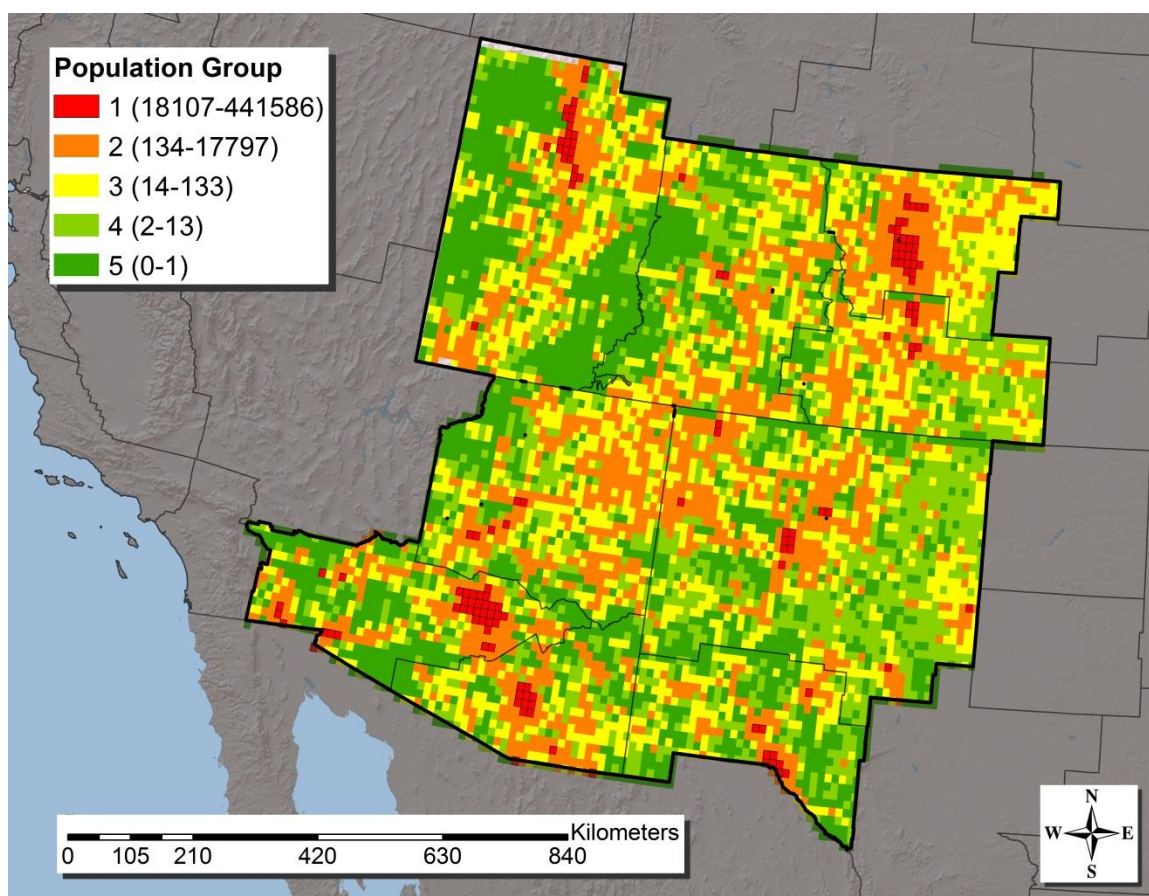 Population Group
1 (18107-441586)
2 (134-17797)
3 (14-133)
4 (2-13)
5 (0-1)
Kilometers
0 105 210 420 630 840
N
W E
S